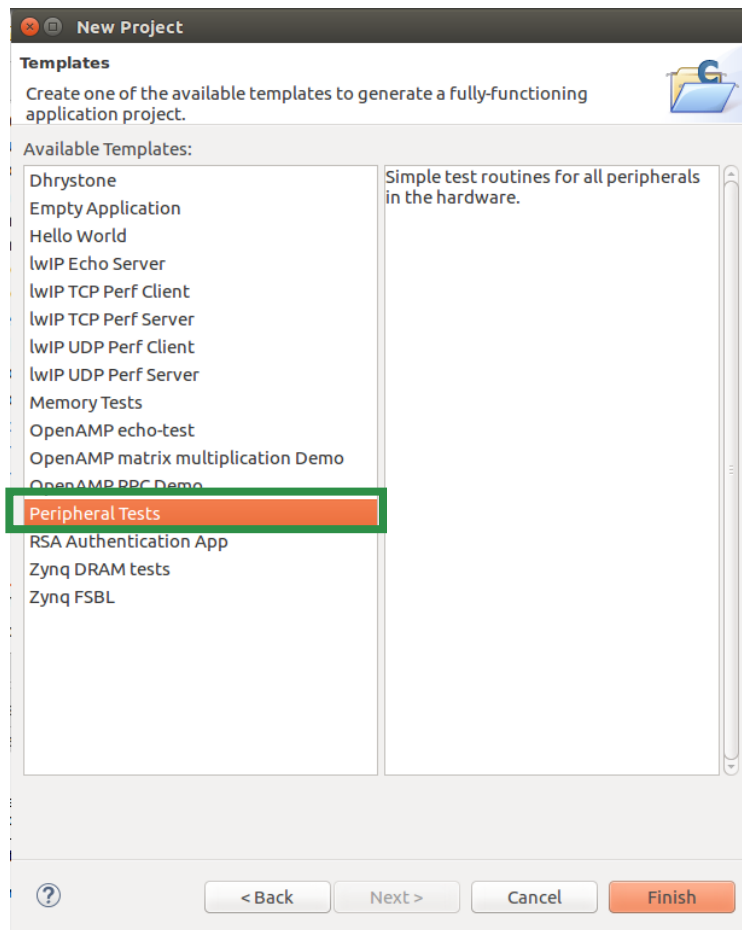 New Project
Templates
Create one of the available templates to generate a fully-functioning
application project.
Available Templates:
Dhrystone
Empty Application
Hello World
lwIP Echo Server
lwIP TCP Perf Client
lwIP TCP Perf Server
lwIP UDP Perf Client
lwIP UDP Perf Server
Memory Tests
OpenAMP echo-test
OpenAMP matrix multiplication Demo
OpenAMP RPC Demo
Peripheral Tests
RSA Authentication App
Zynq DRAM tests
Zynq FSBL
Simple test routines for all peripherals
in the hardware.
C
?
< Back
Next >
Cancel
Finish